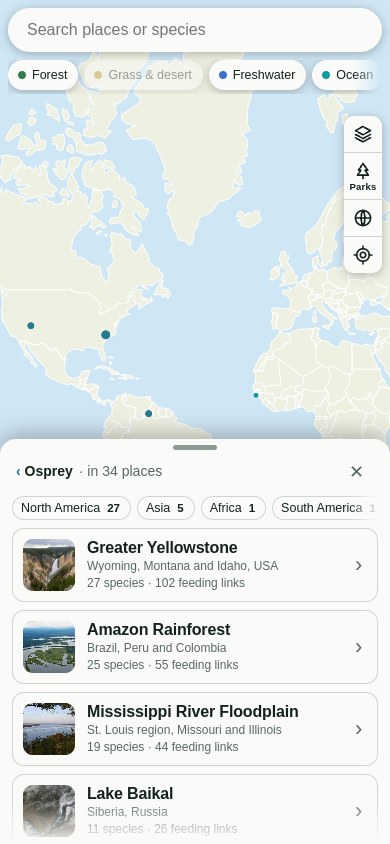 Search places or species
Forest
Grass & desert
Freshwater
Ocean
Parks
‹ Osprey · in 34 places
North America 27
Asia 5
Africa 1
South America 1
Greater Yellowstone
Wyoming, Montana and Idaho, USA
27 species · 102 feeding links
Amazon Rainforest
Brazil, Peru and Colombia
25 species · 55 feeding links
Mississippi River Floodplain
St. Louis region, Missouri and Illinois
19 species · 44 feeding links
Lake Baikal
Siberia, Russia
11 species · 26 feeding links